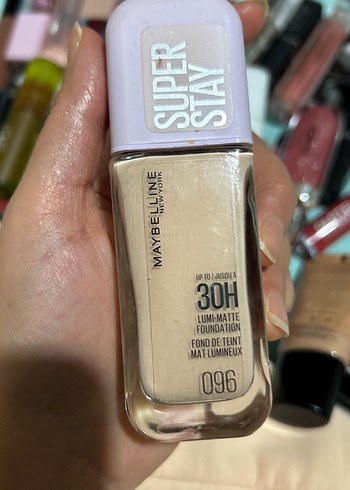 SUPER
STAY
MAYBELLINE
NEW YORK
UP TO / JUSQU'À
30H
LUMI-MATTE
FOUNDATION
FOND DE TEINT
MAT-LUMINEUX
096